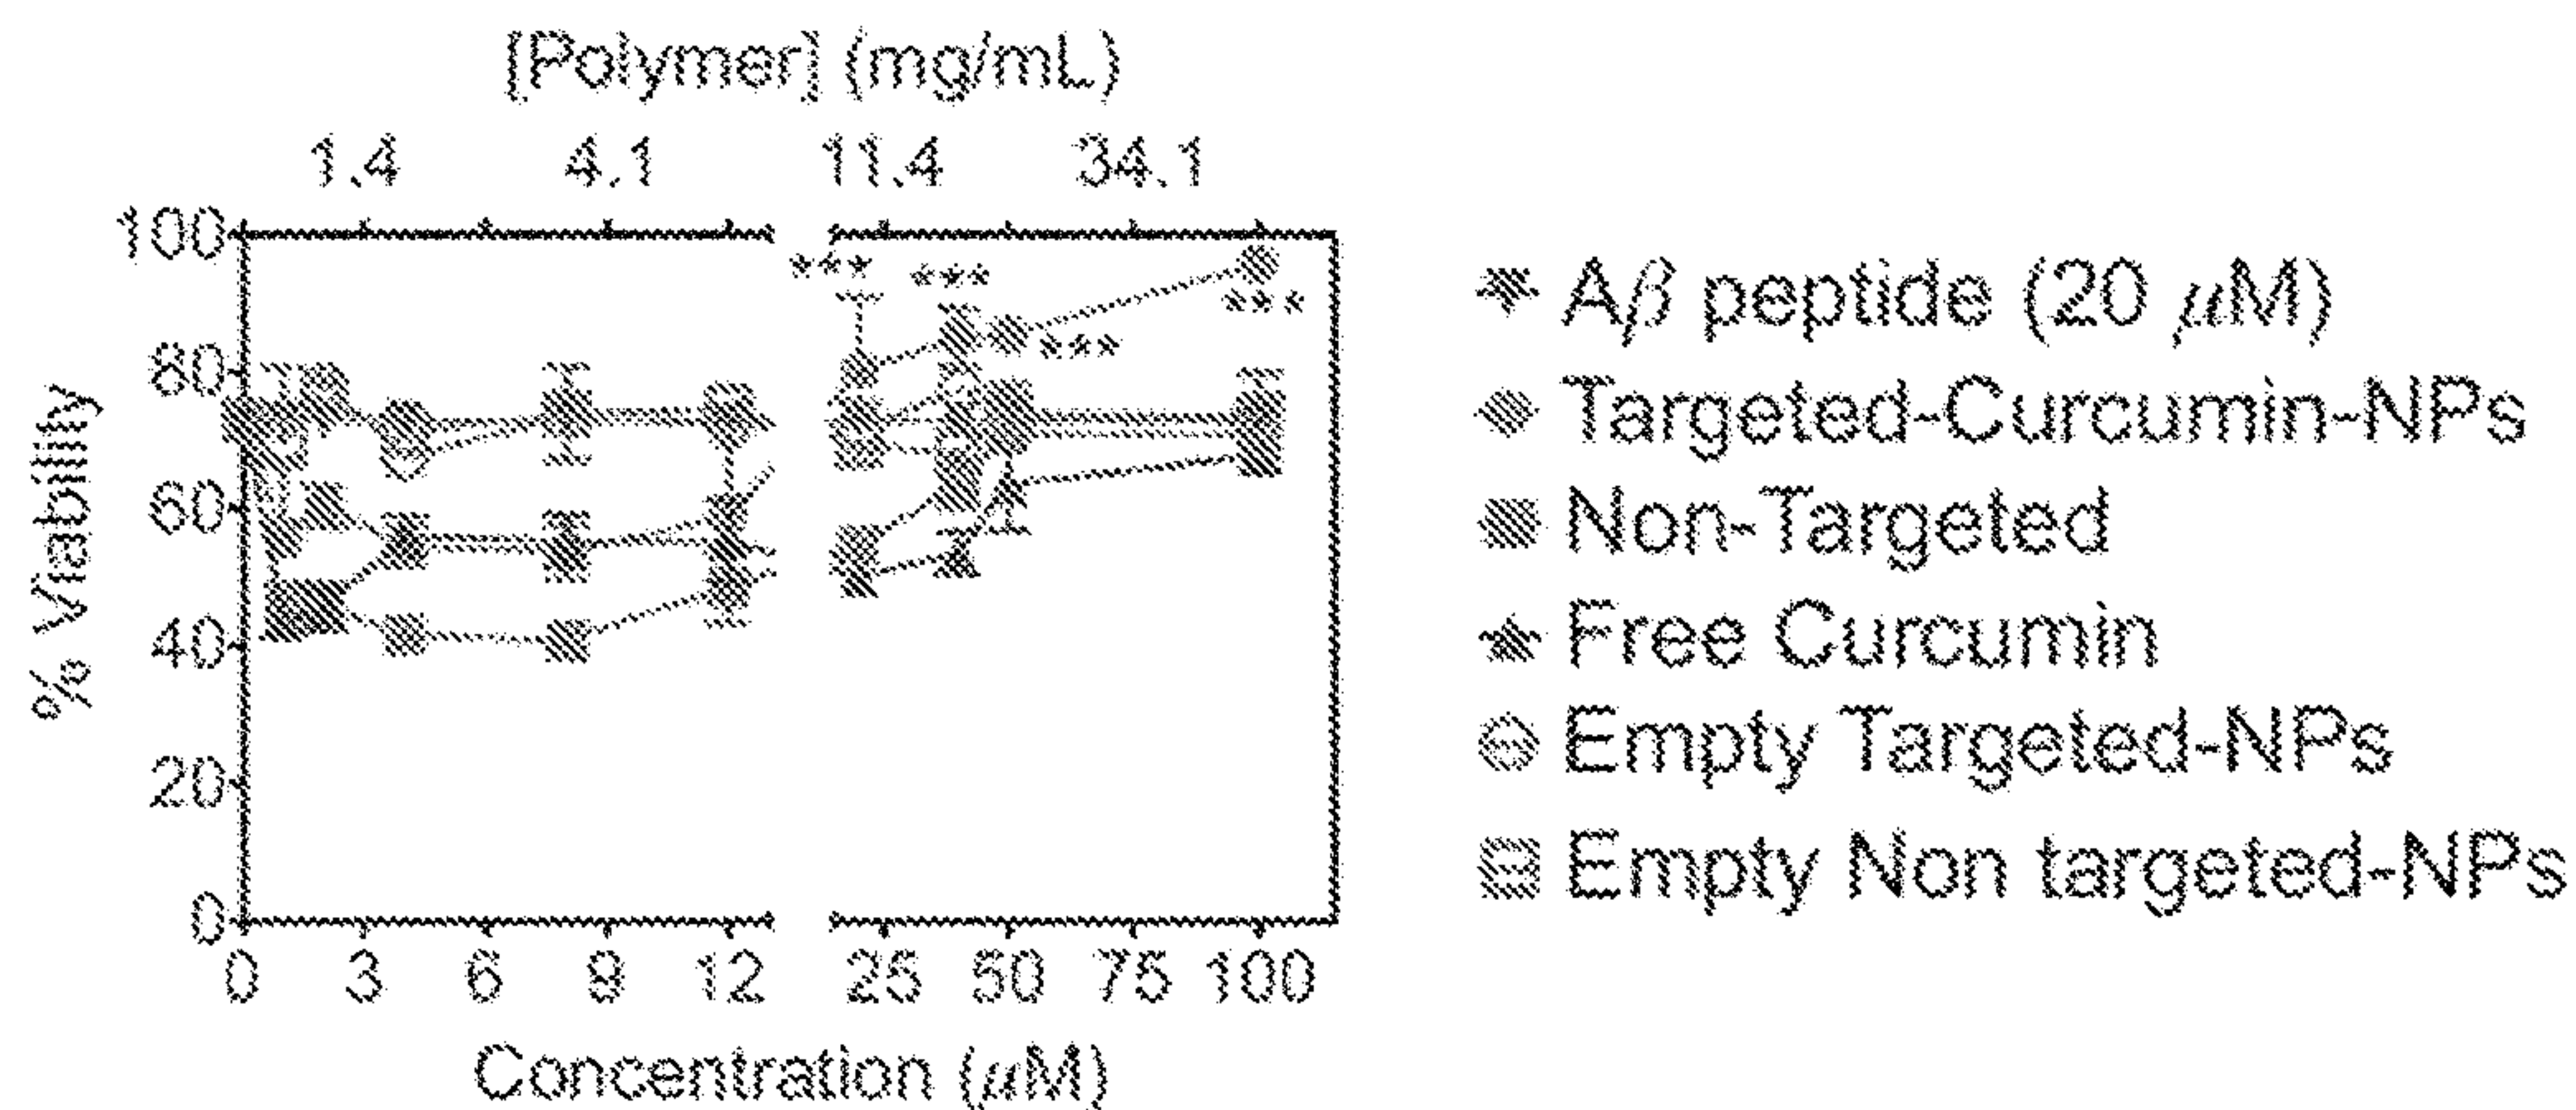 [Polymer] (mg/mL)
1.4 4.1 11.4 34.1
100
80
60
40
20
0
% Viability
*** ***
***
***
0 3 6 9 12 25 50 75 100
Concentration (μM)
Aβ peptide (20 μM)
Targeted-Curcumin-NPs
Non-Targeted
Free Curcumin
Empty Targeted-NPs
Empty Non targeted-NPs